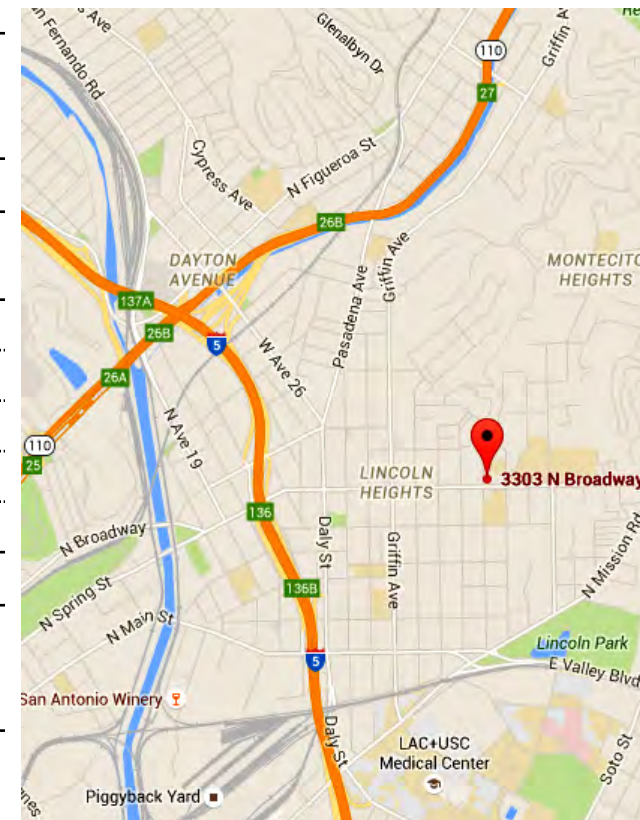 s Ave
Glenalbyn Dr
Griffin A
110
27
n Fernando Rd
Cypress Ave
N Figueroa St
26B
DAYTON
AVENUE
Griffin Ave
MONTECITO
HEIGHTS
137A
26B
5
Pasadena Ave
W Ave 26
26A
N Ave 19
110
25
LINCOLN
HEIGHTS
3303 N Broadway
136
N Broadway
Daly St
Griffin Ave
N Mission Rd
136B
N Spring St
N Main St
Lincoln Park
5
E Valley Blvd
San Antonio Winery
Daly St
LAC+USC
Medical Center
Soto St
Piggyback Yard
nes